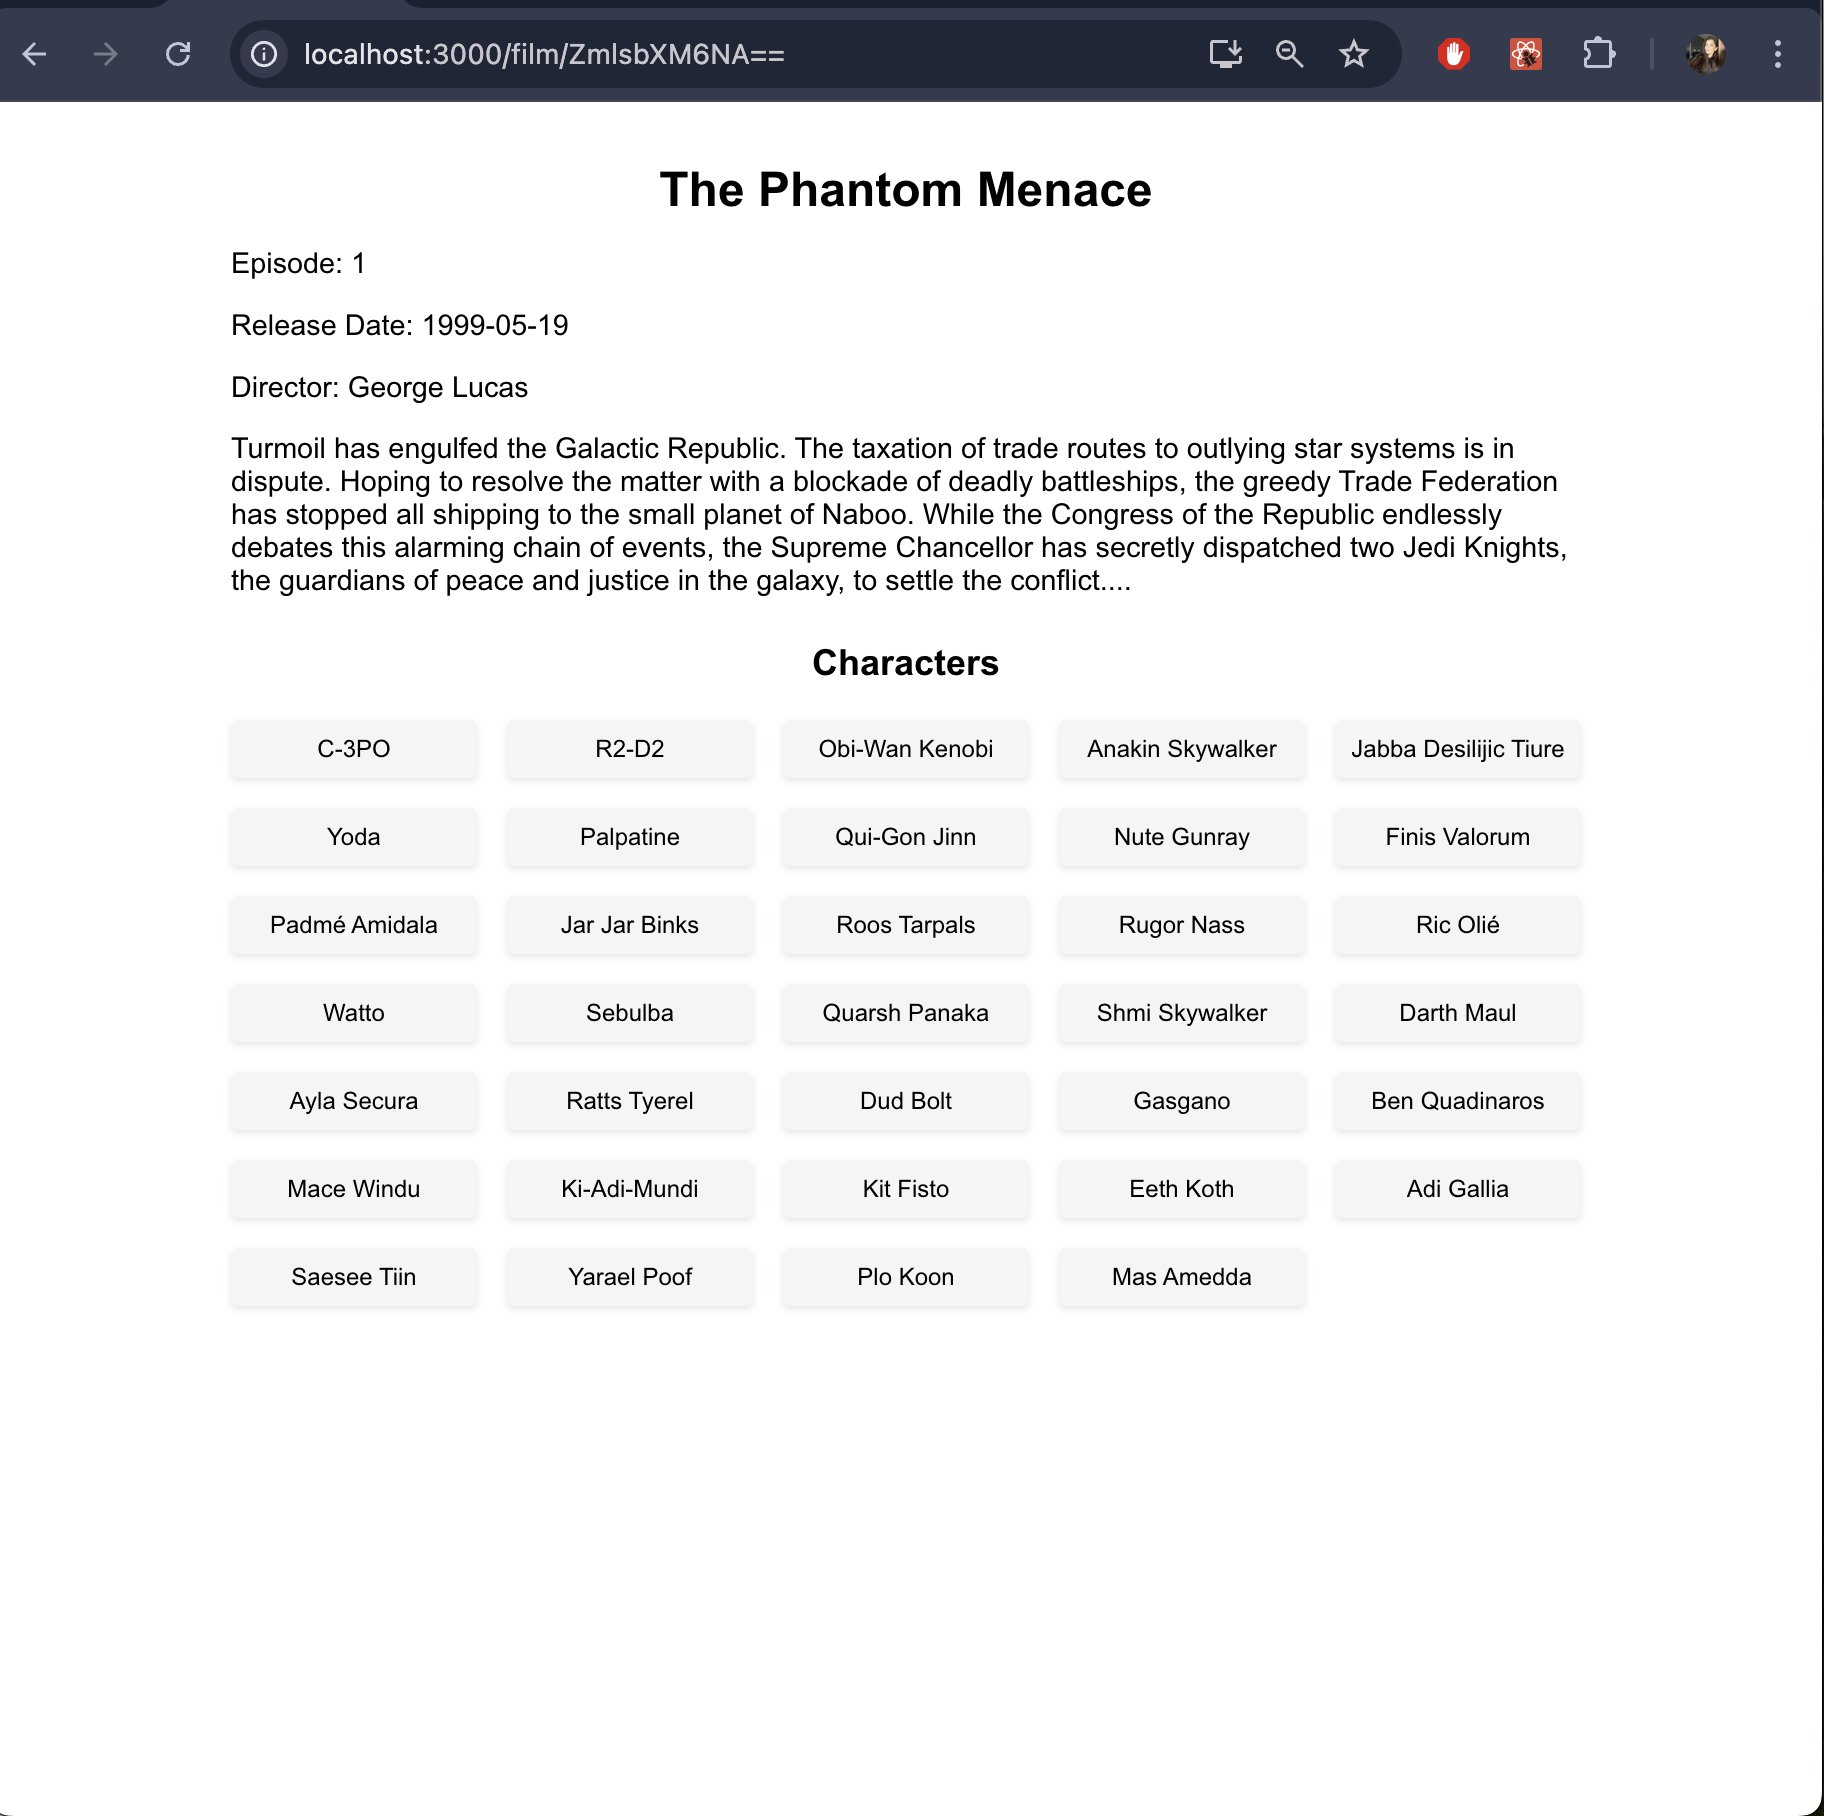 localhost:3000/film/ZmlsbXM6NA==
The Phantom Menace
Episode: 1
Release Date: 1999-05-19
Director: George Lucas
Turmoil has engulfed the Galactic Republic. The taxation of trade routes to outlying star systems is in
dispute. Hoping to resolve the matter with a blockade of deadly battleships, the greedy Trade Federation
has stopped all shipping to the small planet of Naboo. While the Congress of the Republic endlessly
debates this alarming chain of events, the Supreme Chancellor has secretly dispatched two Jedi Knights,
the guardians of peace and justice in the galaxy, to settle the conflict....
Characters
C-3PO R2-D2 Obi-Wan Kenobi Anakin Skywalker Jabba Desilijic Tiure
Yoda Palpatine Qui-Gon Jinn Nute Gunray Finis Valorum
Padmé Amidala Jar Jar Binks Roos Tarpals Rugor Nass Ric Olié
Watto Sebulba Quarsh Panaka Shmi Skywalker Darth Maul
Ayla Secura Ratts Tyerel Dud Bolt Gasgano Ben Quadinaros
Mace Windu Ki-Adi-Mundi Kit Fisto Eeth Koth Adi Gallia
Saesee Tiin Yarael Poof Plo Koon Mas Amedda